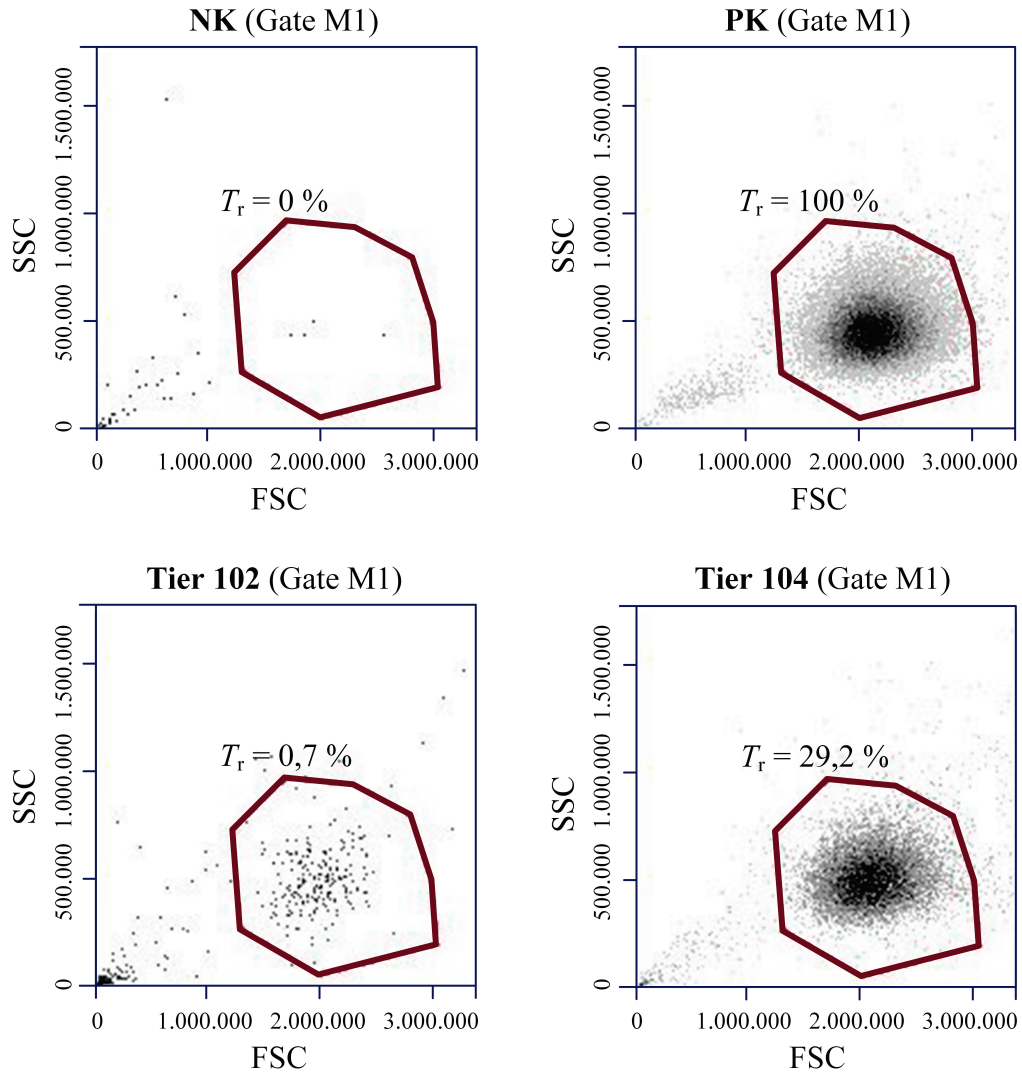 NK (Gate M1)
SSC
1.500.000
1.000.000
500.000
0
Tr = 0 %
0 1.000.000 2.000.000 3.000.000
FSC
PK (Gate M1)
SSC
1.500.000
1.000.000
500.000
0
Tr = 100 %
0 1.000.000 2.000.000 3.000.000
FSC
Tier 102 (Gate M1)
SSC
1.500.000
1.000.000
500.000
0
Tr = 0,7 %
0 1.000.000 2.000.000 3.000.000
FSC
Tier 104 (Gate M1)
SSC
1.500.000
1.000.000
500.000
0
Tr = 29,2 %
0 1.000.000 2.000.000 3.000.000
FSC